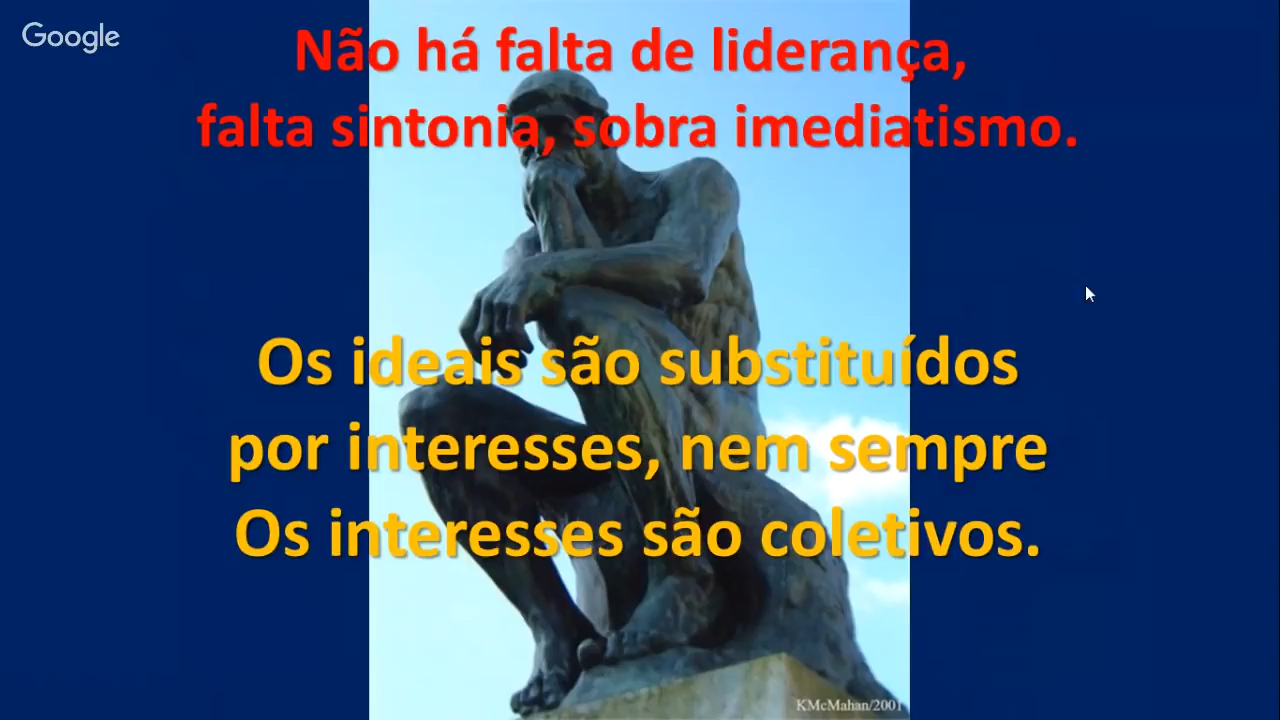 Google
Não há falta de liderança,
falta sintonia, sobra imediatismo.
Os ideais são substituídos
por interesses, nem sempre
Os interesses são coletivos.
KMcMahan/2001